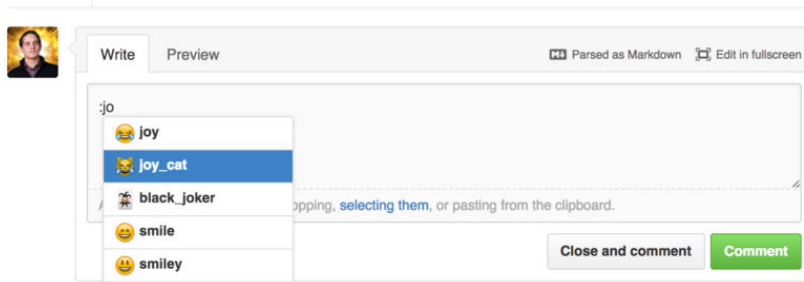 Write Preview Parsed as Markdown Edit in fullscreen
:jo
joy
joy_cat
black_joker
opping, selecting them, or pasting from the clipboard.
smile
Close and comment Comment
smiley